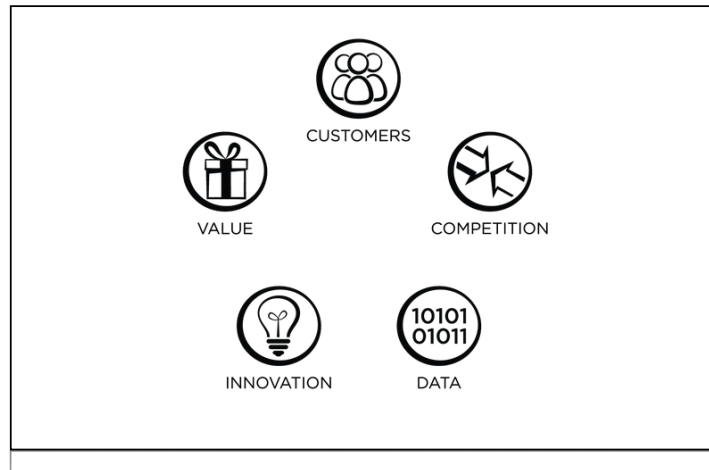 CUSTOMERS
VALUE
COMPETITION
10101
01011
INNOVATION
DATA